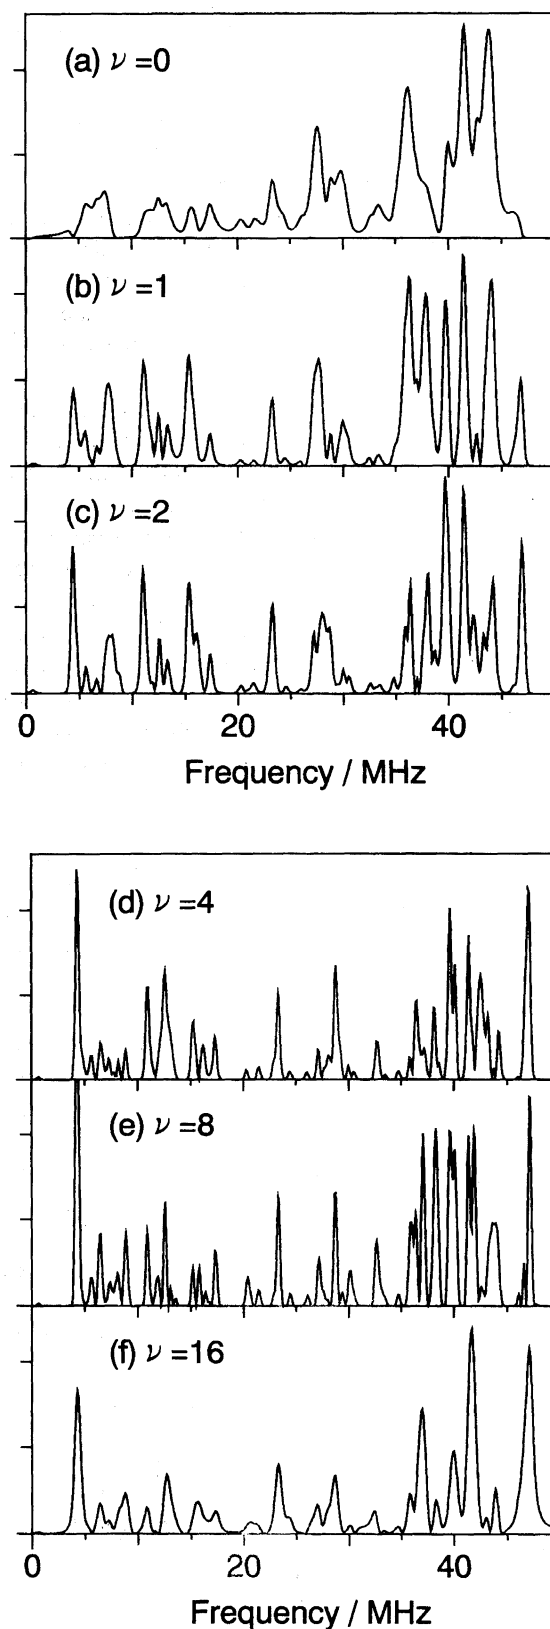 (a) ν =0
(b) ν =1
(c) ν =2
0 20 40
Frequency / MHz
(d) ν =4
(e) ν =8
(f) ν =16
0 20 40
Frequency / MHz